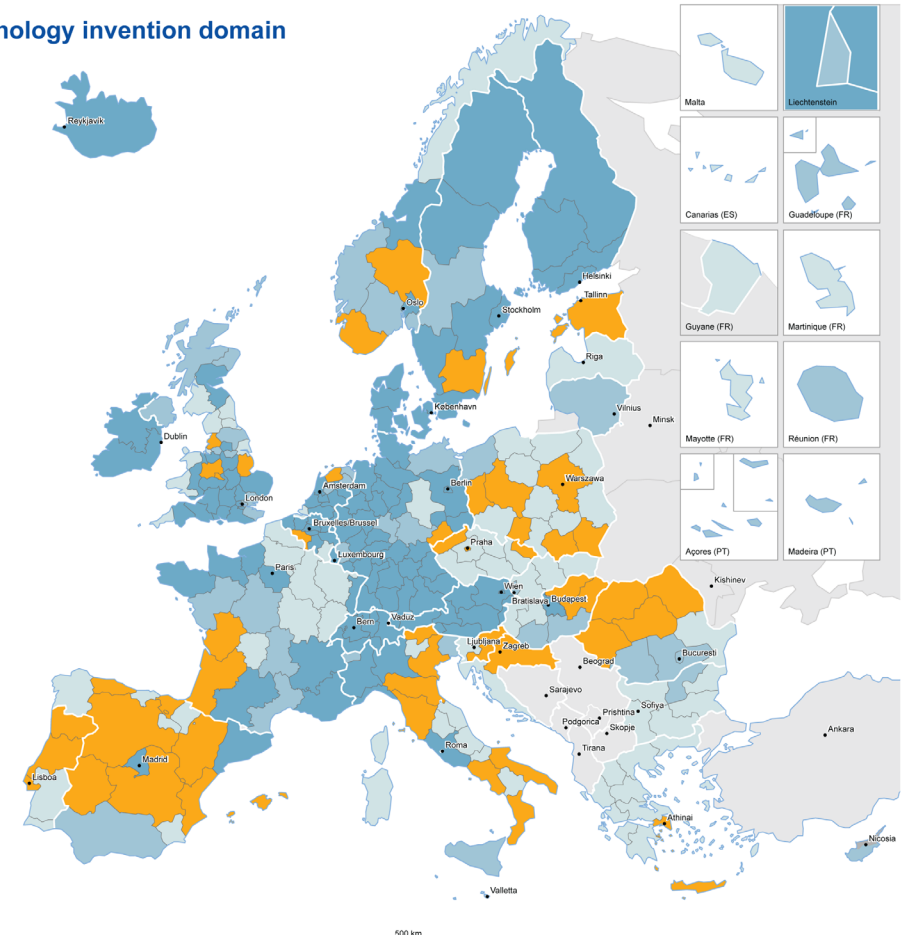 nology invention domain
Malta
Liechtenstein
Reykjavík
Canarias (ES)
Guadeloupe (FR)
Helsinki
Tallinn
Oslo
Stockholm
Guyane (FR)
Martinique (FR)
Riga
København
Vilnius
Minsk
Dublin
Mayotte (FR)
Réunion (FR)
Amsterdam
Berlin
Warszawa
London
Bruxelles/Brussel
Praha
Açores (PT)
Madeira (PT)
Luxembourg
Paris
Kishinev
Wien
Bratislava
Budapest
Bern
Vaduz
Ljubljana
Zagreb
Bucuresti
Beograd
Sarajevo
Prishtina
Sofiya
Podgorica
Skopje
Ankara
Tirana
Roma
Madrid
Lisboa
Athinai
Nicosia
Valletta
500 km